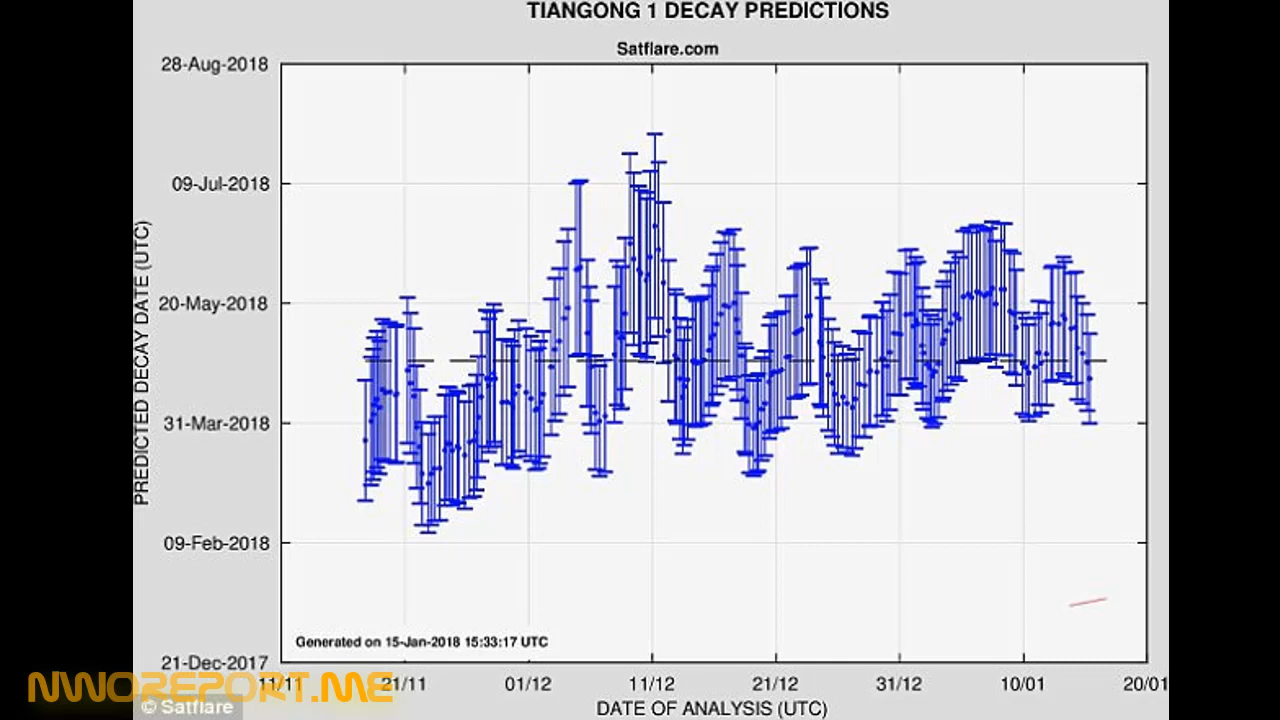 TIANGONG 1 DECAY PREDICTIONS
Satflare.com
PREDICTED DECAY DATE (UTC)
28-Aug-2018
09-Jul-2018
20-May-2018
31-Mar-2018
09-Feb-2018
21-Dec-2017
Generated on 15-Jan-2018 15:33:17 UTC
11/11 21/11 01/12 11/12 21/12 31/12 10/01 20/01
DATE OF ANALYSIS (UTC)
NWOREPORT.ME
© Satflare